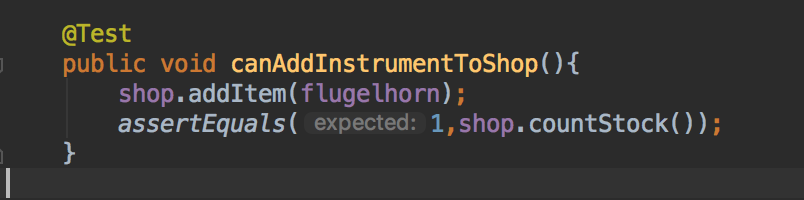 @Test
public void canAddInstrumentToShop(){
shop.addItem(flugelhorn);
assertEquals( expected: 1,shop.countStock());
}